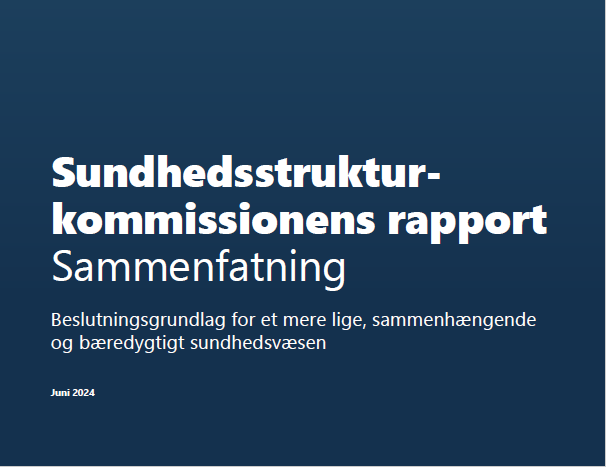 Sundhedsstruktur-
kommissionens rapport
Sammenfatning
Beslutningsgrundlag for et mere lige, sammenhængende
og bæredygtigt sundhedsvæsen
Juni 2024